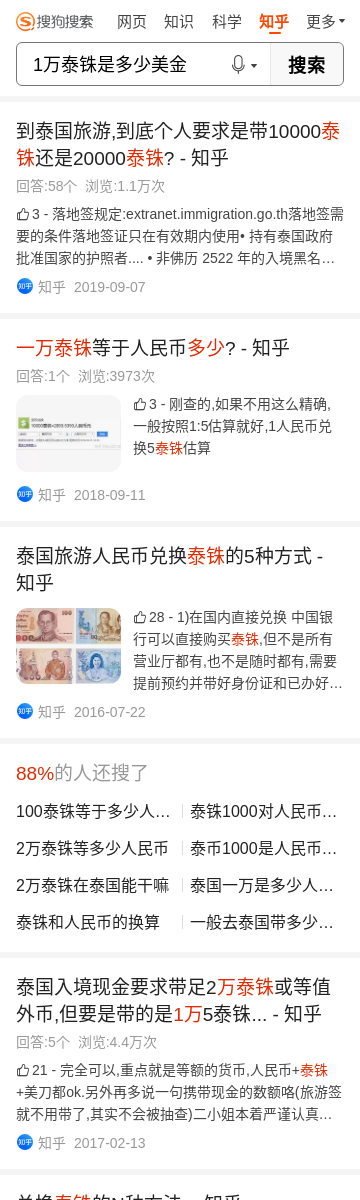 搜狗搜索 网页 知识 科学 知乎 更多
1万泰铢是多少美金 搜索
到泰国旅游,到底个人要求是带10000泰
铢还是20000泰铢? - 知乎
回答:58个 浏览:1.1万次
3 - 落地签规定:extranet.immigration.go.th落地签需
要的条件落地签证只在有效期内使用• 持有泰国政府
批准国家的护照者.... • 非佛历 2522 年的入境黑名…
知乎 2019-09-07
一万泰铢等于人民币多少? - 知乎
回答:1个 浏览:3973次
3 - 刚查的,如果不用这么精确,
一般按照1:5估算就好,1人民币兑
换5泰铢估算
知乎 2018-09-11
泰国旅游人民币兑换泰铢的5种方式 -
知乎
28 - 1)在国内直接兑换 中国银
行可以直接购买泰铢,但不是所有
营业厅都有,也不是随时都有,需要
提前预约并带好身份证和已办好…
知乎 2016-07-22
88%的人还搜了
100泰铢等于多少人… 泰铢1000对人民币…
2万泰铢等多少人民币 泰币1000是人民币…
2万泰铢在泰国能干嘛 泰国一万是多少人…
泰铢和人民币的换算 一般去泰国带多少…
泰国入境现金要求带足2万泰铢或等值
外币,但要是带的是1万5泰铢... - 知乎
回答:5个 浏览:4.4万次
21 - 完全可以,重点就是等额的货币,人民币+泰铢
+美刀都ok.另外再多说一句携带现金的数额咯(旅游签
就不用带了,其实不会被抽查)二小姐本着严谨认真…
知乎 2017-02-13